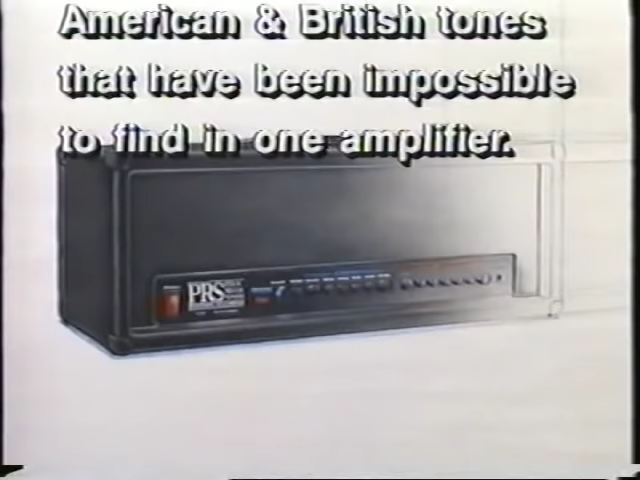 American & British tones
that have been impossible
to find in one amplifier.
PRS